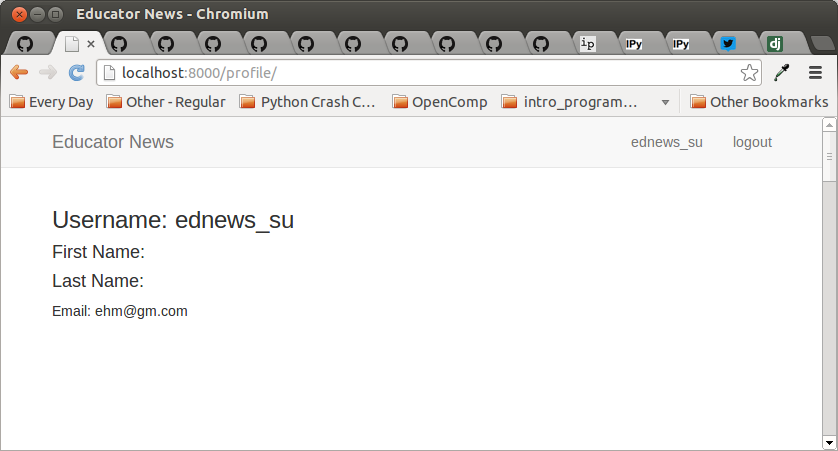 Educator News - Chromium
ip IPy IPy dj
localhost:8000/profile/
Every Day Other - Regular Python Crash C... OpenComp intro_program... Other Bookmarks
Educator News ednews_su logout
Username: ednews_su
First Name:
Last Name:
Email: ehm@gm.com